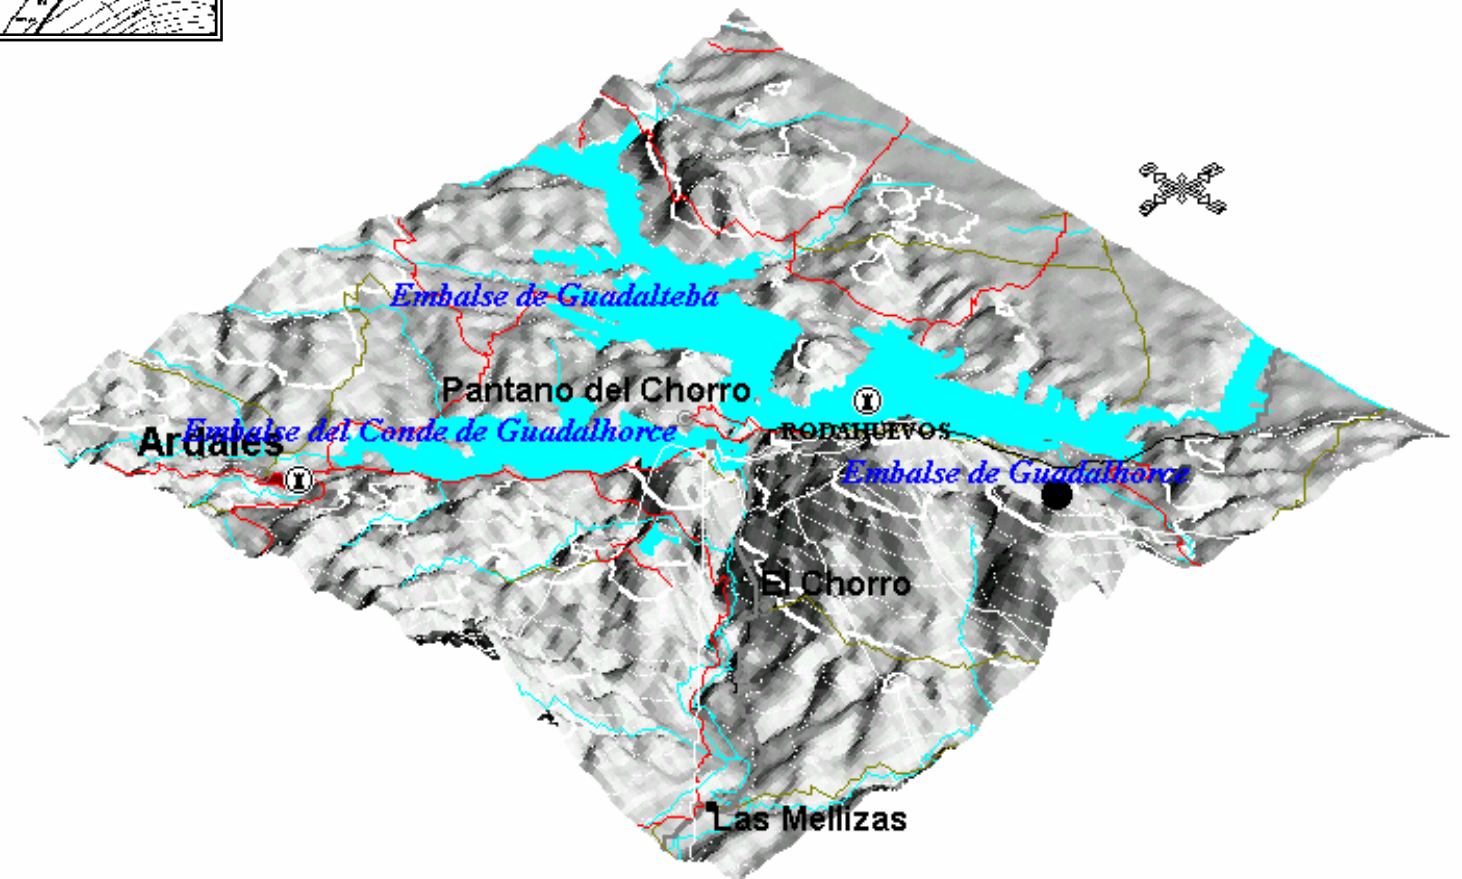 Embalse de Guadalteba
Pantano del Chorro
Embalse del Conde de Guadalhorce
Ardales
RODAHUEVOS
Embalse de Guadalhorce
El Chorro
Las Mellizas